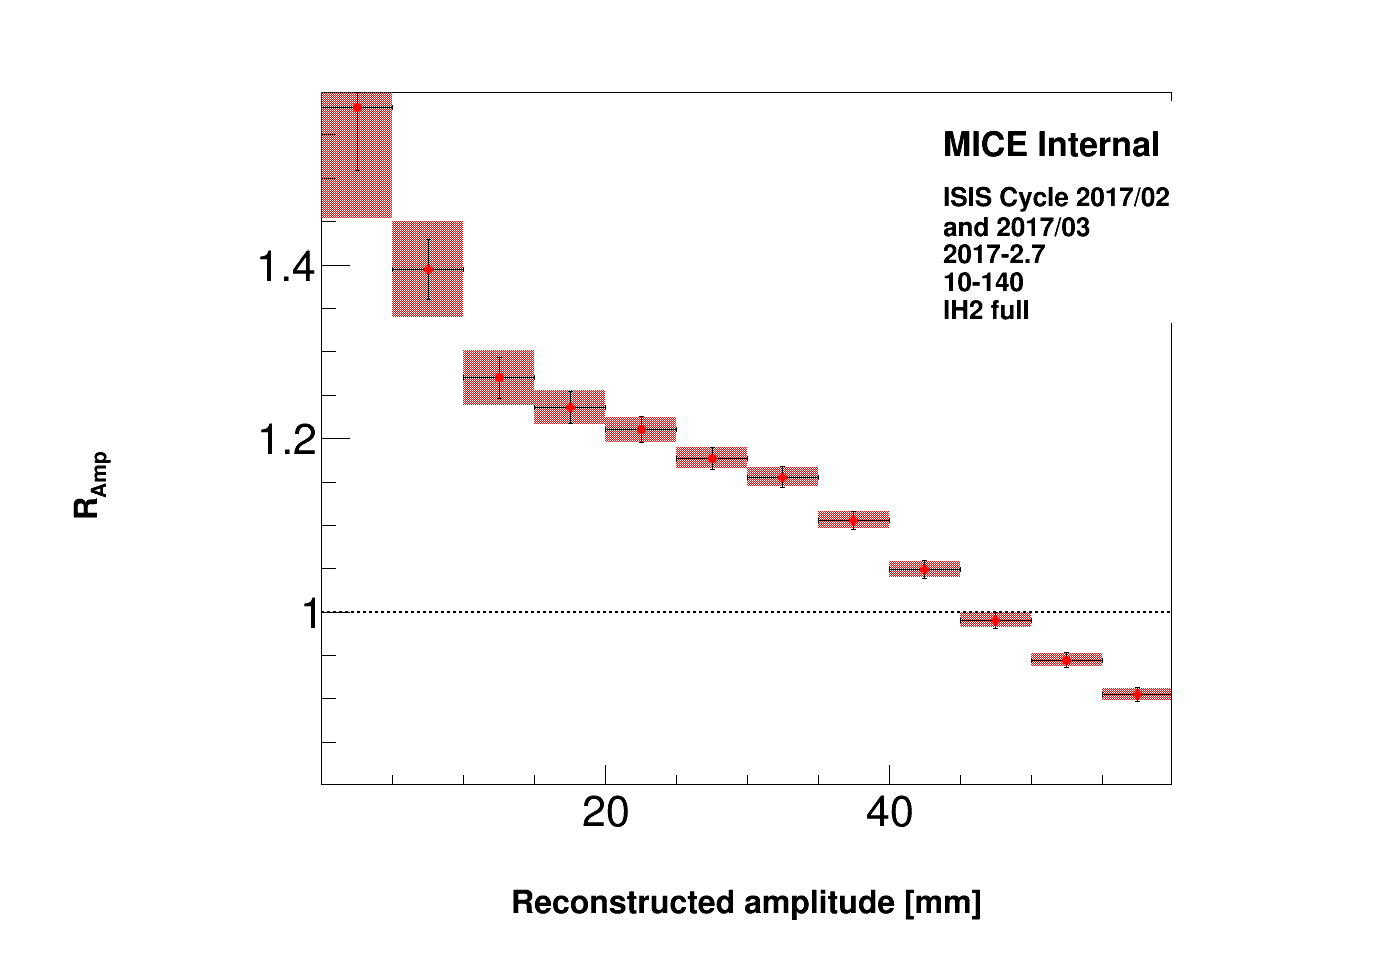 MICE Internal
ISIS Cycle 2017/02
and 2017/03
2017-2.7
10-140
lH2 full
1.4
1.2
1
R_Amp
20
40
Reconstructed amplitude [mm]